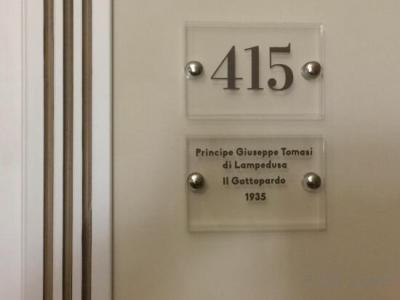 415
Principe Giuseppe Tomasi
di Lampedusa
Il Gattopardo
1935